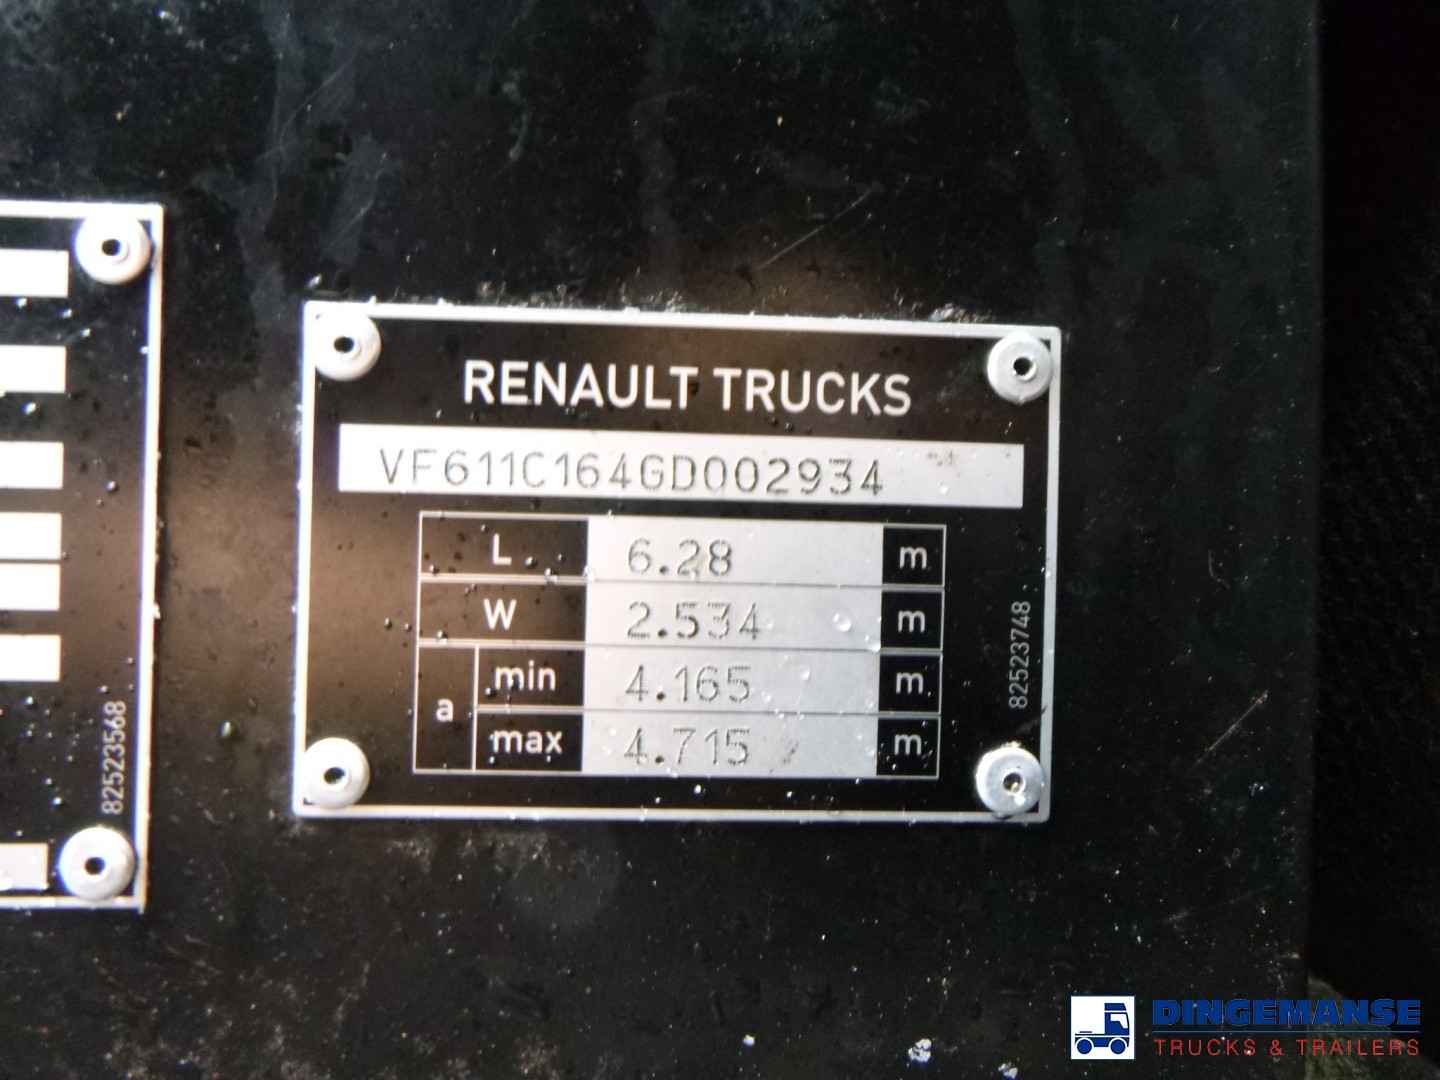 RENAULT TRUCKS
VF611C164GD002934
L 6.28 m
W 2.534 m
a min 4.165 m
max 4.715 m
82523748
82523568
DINGEMANSE
TRUCKS & TRAILERS